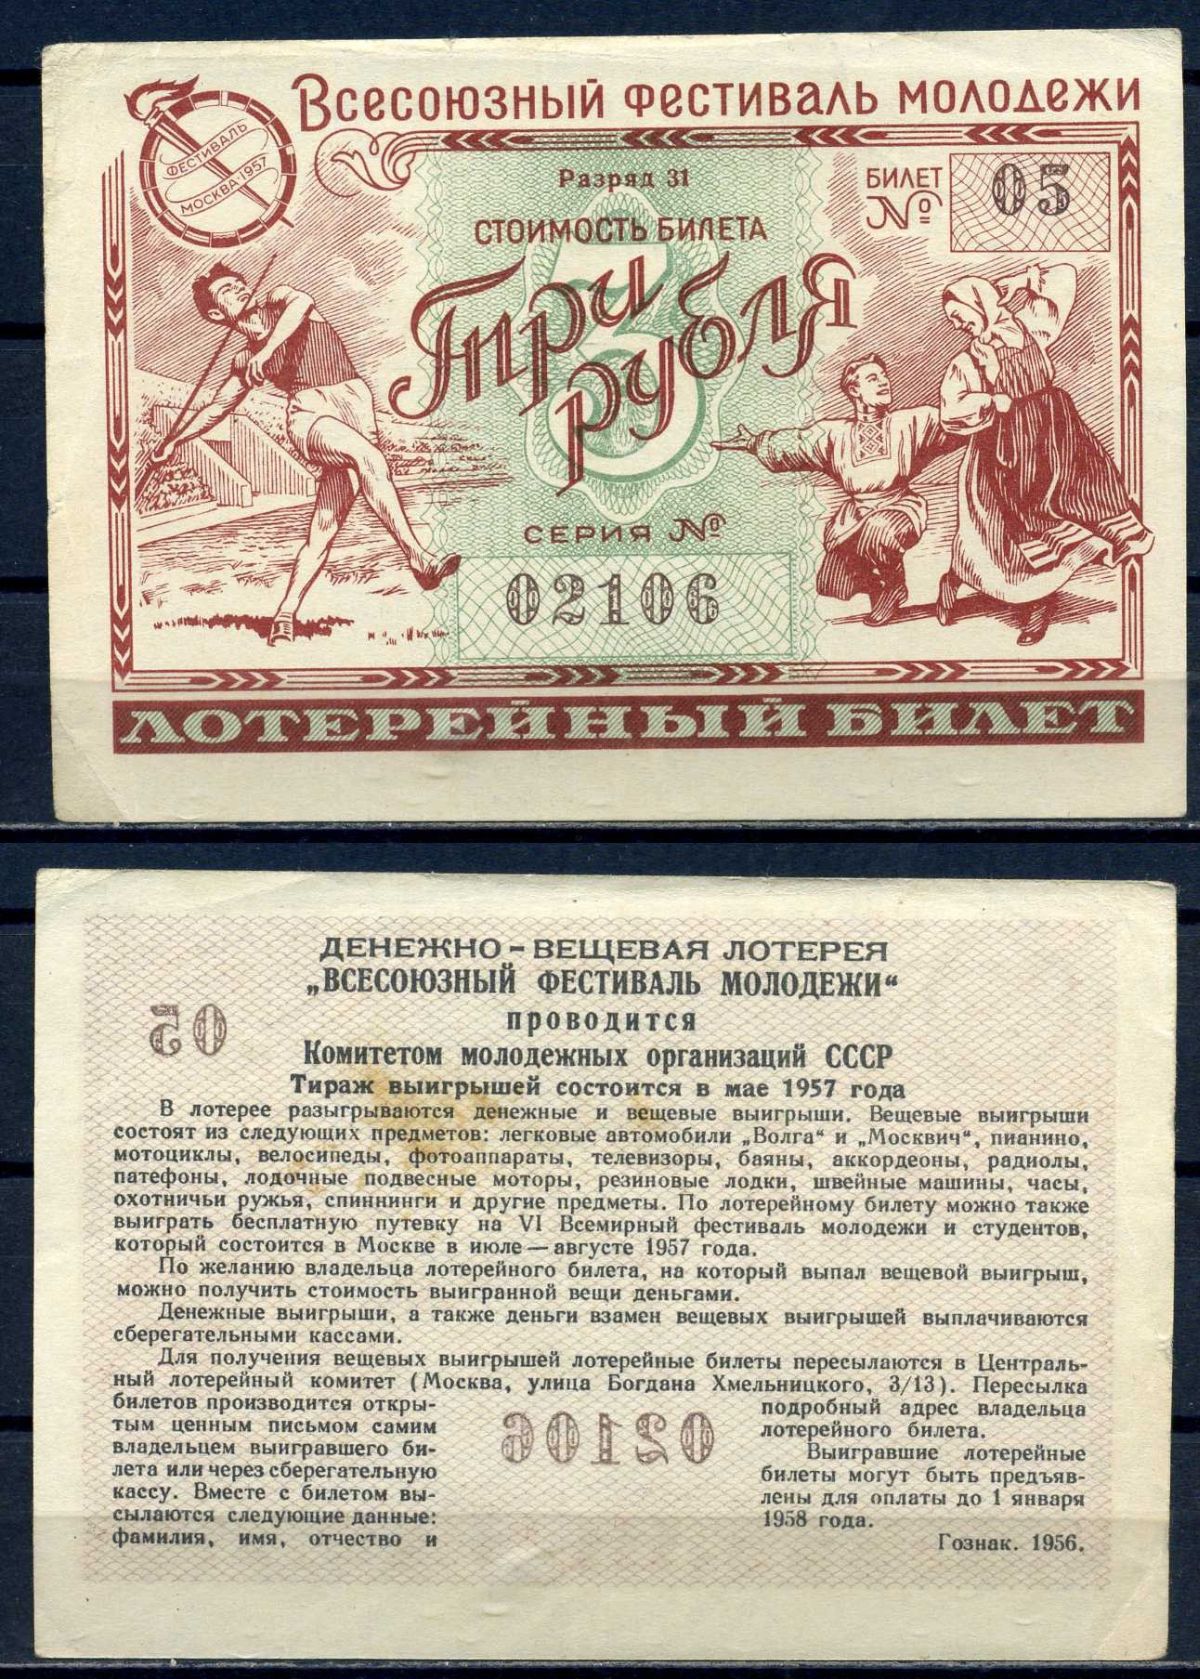 Всесоюзный фестиваль молодежи
ФЕСТИВАЛЬ
МОСКВА·1957
Разряд 31
БИЛЕТ
№
05
СТОИМОСТЬ БИЛЕТА
3
Три
рубля
СЕРИЯ №
02106
ЛОТЕРЕЙНЫЙ БИЛЕТ
ДЕНЕЖНО-ВЕЩЕВАЯ ЛОТЕРЕЯ
„ВСЕСОЮЗНЫЙ ФЕСТИВАЛЬ МОЛОДЕЖИ“
проводится
Комитетом молодежных организаций СССР
Тираж выигрышей состоится в мае 1957 года
05
В лотерее разыгрываются денежные и вещевые выигрыши. Вещевые выигрыши
состоят из следующих предметов: легковые автомобили „Волга“ и „Москвич“, пианино,
мотоциклы, велосипеды, фотоаппараты, телевизоры, баяны, аккордеоны, радиолы,
патефоны, лодочные подвесные моторы, резиновые лодки, швейные машины, часы,
охотничьи ружья, спиннинги и другие предметы. По лотерейному билету можно также
выиграть бесплатную путевку на VI Всемирный фестиваль молодежи и студентов,
который состоится в Москве в июле—августе 1957 года.
По желанию владельца лотерейного билета, на который выпал вещевой выигрыш,
можно получить стоимость выигранной вещи деньгами.
Денежные выигрыши, а также деньги взамен вещевых выигрышей выплачиваются
сберегательными кассами.
Для получения вещевых выигрышей лотерейные билеты пересылаются в Централь-
ный лотерейный комитет (Москва, улица Богдана Хмельницкого, 3/13). Пересылка
билетов производится откры-
тым ценным письмом самим
владельцем выигравшего би-
лета или через сберегательную
кассу. Вместе с билетом вы-
сылаются следующие данные:
фамилия, имя, отчество и
02106
подробный адрес владельца
лотерейного билета.
Выигравшие лотерейные
билеты могут быть предъяв-
лены для оплаты до 1 января
1958 года.
Гознак. 1956.